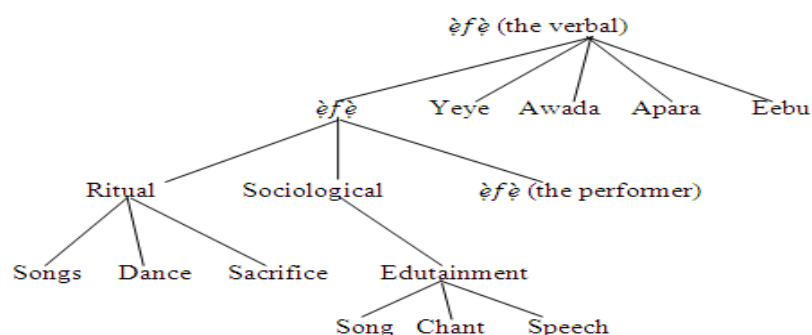 ẹ̀fẹ̀ (the verbal)
ẹ̀fẹ̀ Yeye Awada Apara Eebu
Ritual Sociological ẹ̀fẹ̀ (the performer)
Songs Dance Sacrifice Edutainment
Song Chant Speech